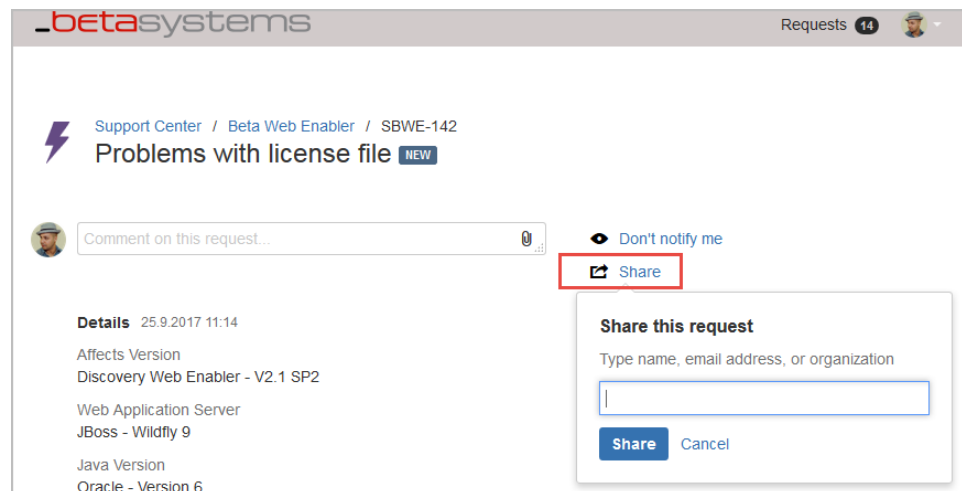 _betasystems
Requests 14
Support Center / Beta Web Enabler / SBWE-142
Problems with license file NEW
Comment on this request...
Don't notify me
Share
Details 25.9.2017 11:14
Affects Version
Discovery Web Enabler - V2.1 SP2
Web Application Server
JBoss - Wildfly 9
Java Version
Oracle - Version 6
Share this request
Type name, email address, or organization
Share Cancel